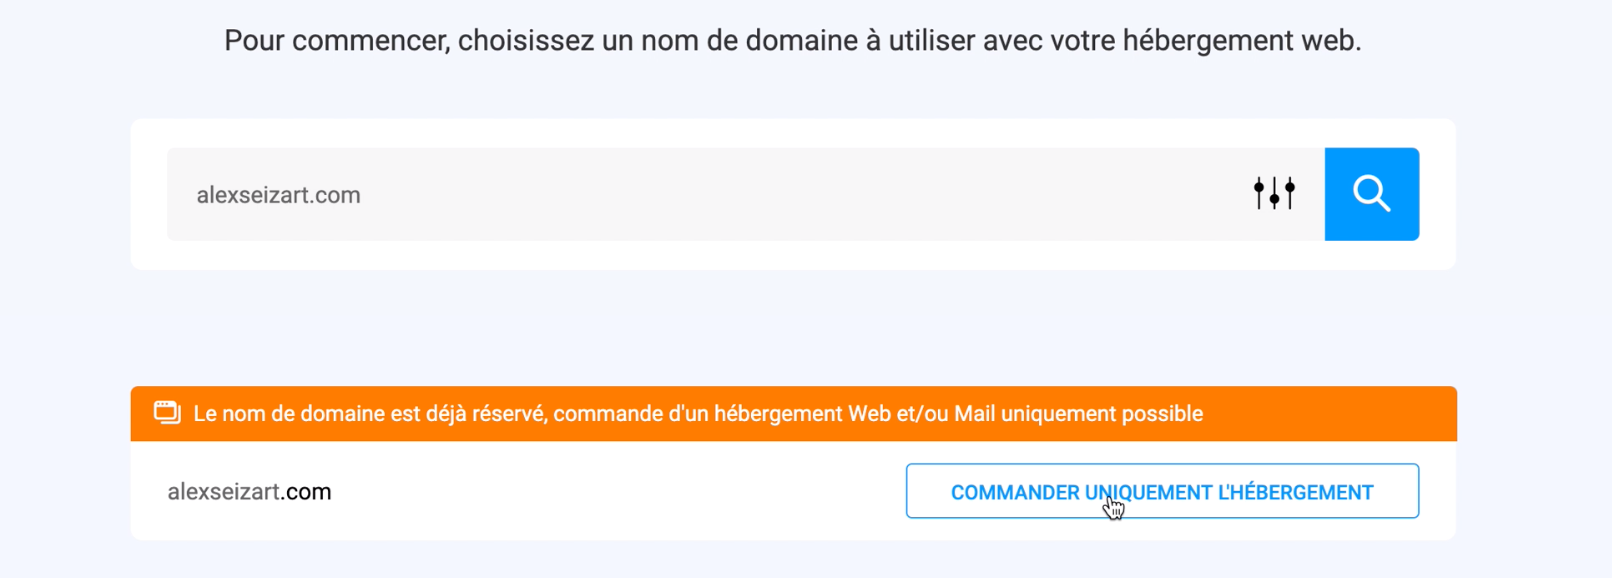 Pour commencer, choisissez un nom de domaine à utiliser avec votre hébergement web.
alexseizart.com
Le nom de domaine est déjà réservé, commande d'un hébergement Web et/ou Mail uniquement possible
alexseizart.com
COMMANDER UNIQUEMENT L'HÉBERGEMENT